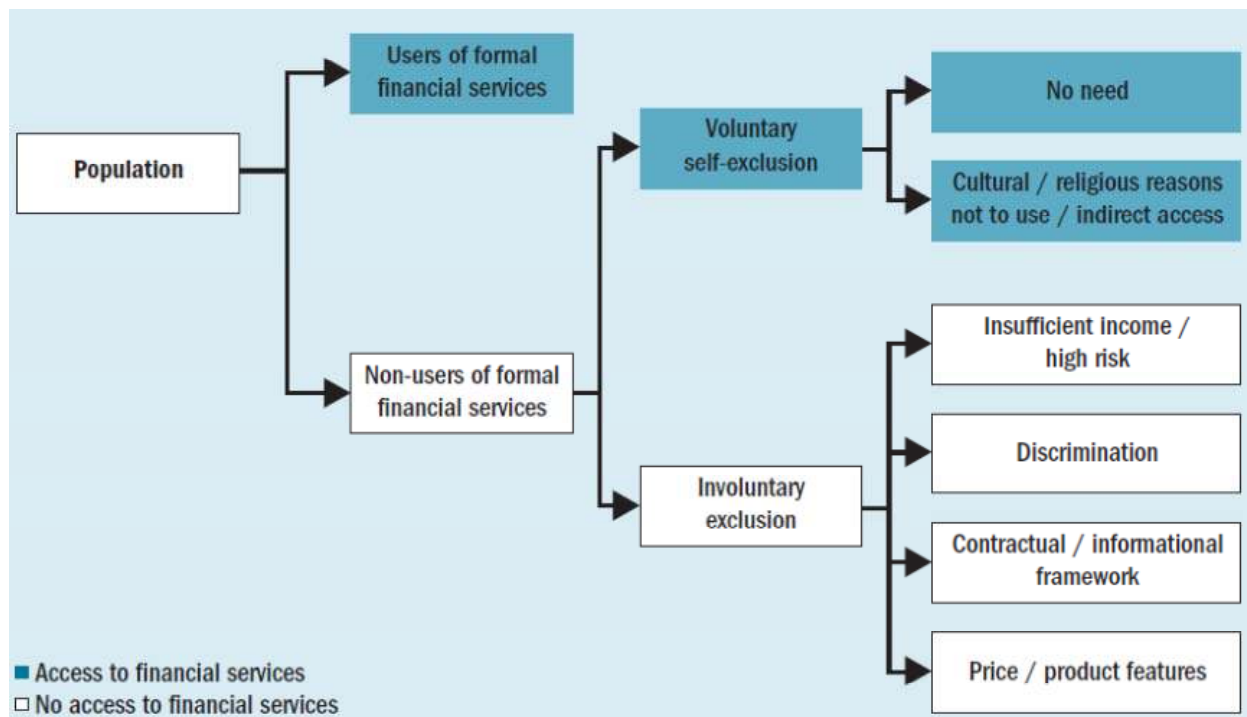 Users of formal
financial services
No need
Voluntary
self-exclusion
Population
Cultural / religious reasons
not to use / indirect access
Insufficient income /
high risk
Non-users of formal
financial services
Discrimination
Involuntary
exclusion
Contractual / informational
framework
Price / product features
Access to financial services
No access to financial services